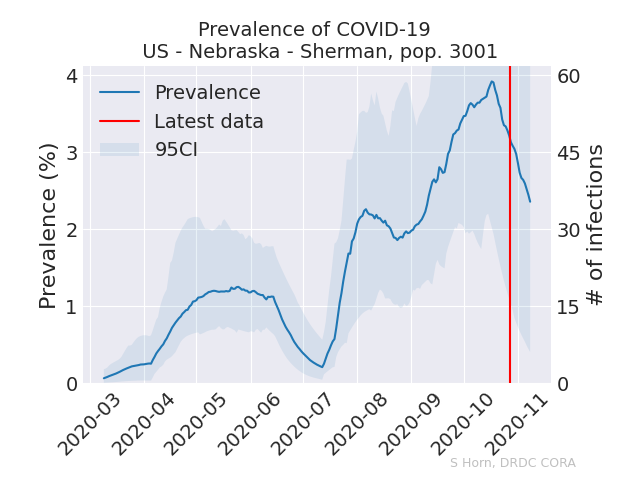 Prevalence of COVID-19
US - Nebraska - Sherman, pop. 3001
Prevalence
Latest data
95CI
Prevalence (%)
4
3
2
1
0
60
45
30
15
0
# of infections
2020-03
2020-04
2020-05
2020-06
2020-07
2020-08
2020-09
2020-10
2020-11
S Horn, DRDC CORA